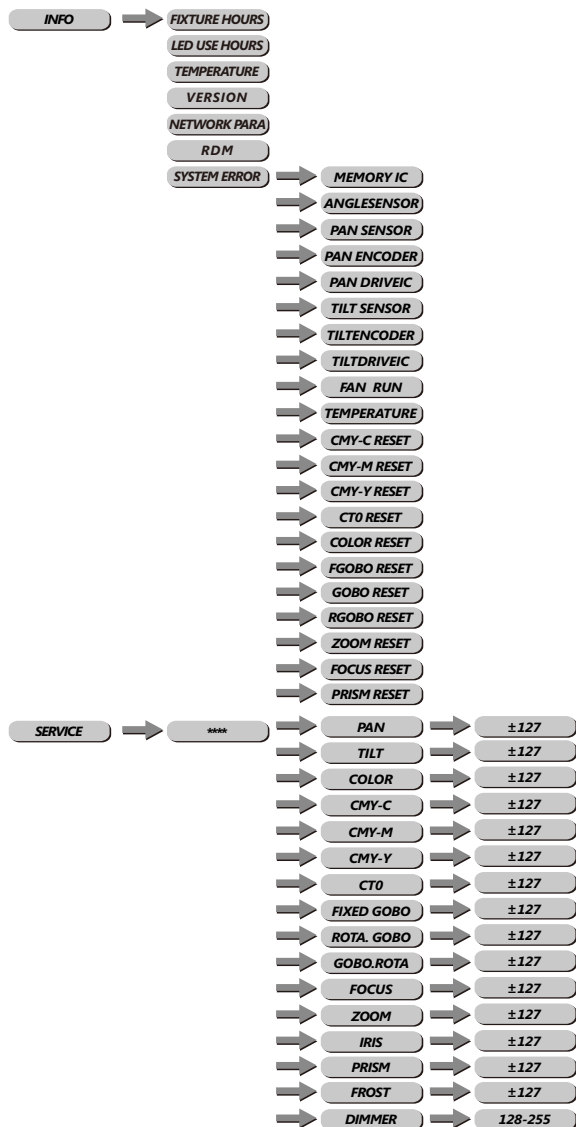 INFO FIXTURE HOURS
LED USE HOURS
TEMPERATURE
VERSION
NETWORK PARA
RDM
SYSTEM ERROR MEMORY IC
ANGLESENSOR
PAN SENSOR
PAN ENCODER
PAN DRIVEIC
TILT SENSOR
TILTENCODER
TILTDRIVEIC
FAN RUN
TEMPERATURE
CMY-C RESET
CMY-M RESET
CMY-Y RESET
CT0 RESET
COLOR RESET
FGOBO RESET
GOBO RESET
RGOBO RESET
ZOOM RESET
FOCUS RESET
PRISM RESET
SERVICE **** PAN ±127
TILT ±127
COLOR ±127
CMY-C ±127
CMY-M ±127
CMY-Y ±127
CT0 ±127
FIXED GOBO ±127
ROTA. GOBO ±127
GOBO.ROTA ±127
FOCUS ±127
ZOOM ±127
IRIS ±127
PRISM ±127
FROST ±127
DIMMER 128-255